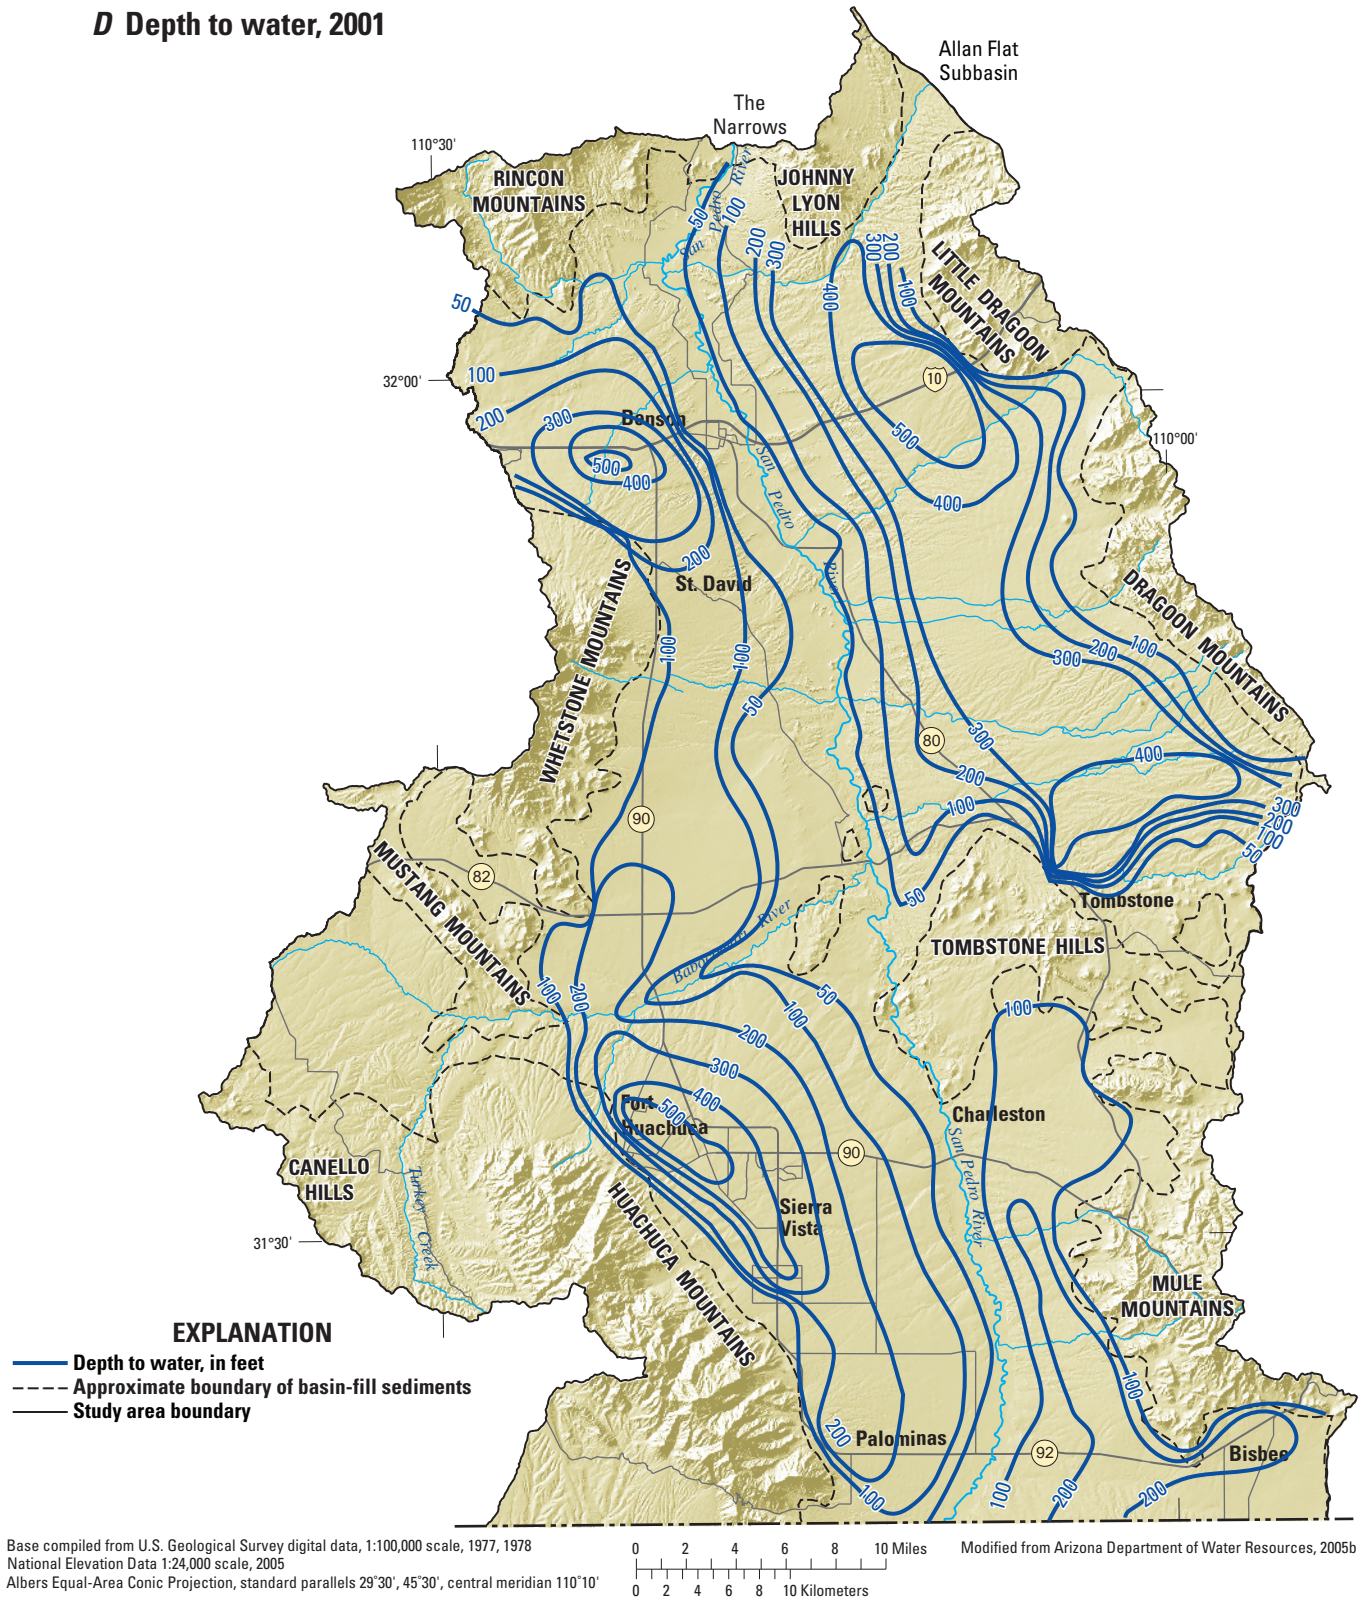 D Depth to water, 2001
Allan Flat
Subbasin
The
Narrows
110°30'
RINCON
MOUNTAINS
JOHNNY
LYON
HILLS
San Pedro River
50
100
200
300
400
300
200
100
LITTLE DRAGOON
MOUNTAINS
50
32°00'
100
200
300
Benson
10
500
400
500
400
110°00'
San Pedro River
200
St. David
DRAGOON MOUNTAINS
WHETSTONE MOUNTAINS
100
100
50
300
200
100
300
80
200
400
100
300
200
100
50
90
82
MUSTANG MOUNTAINS
50
Tombstone
TOMBSTONE HILLS
Babocomari River
100
200
50
100
100
200
300
400
500
Fort
Huachuca
Charleston
90
San Pedro River
CANELLO
HILLS
Turkey Creek
Sierra
Vista
HUACHUCA MOUNTAINS
31°30'
MULE
MOUNTAINS
100
200
Palominas
92
Bisbee
100
100
200
200
EXPLANATION
Depth to water, in feet
Approximate boundary of basin-fill sediments
Study area boundary
Base compiled from U.S. Geological Survey digital data, 1:100,000 scale, 1977, 1978
National Elevation Data 1:24,000 scale, 2005
Albers Equal-Area Conic Projection, standard parallels 29°30', 45°30', central meridian 110°10'
0 2 4 6 8 10 Miles
0 2 4 6 8 10 Kilometers
Modified from Arizona Department of Water Resources, 2005b